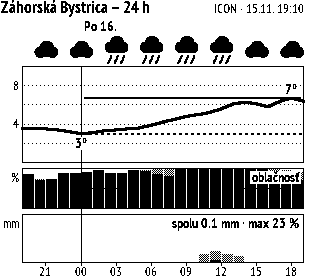 Záhorská Bystrica – 24 h ICON · 15.11. 19:10
Po 16.
8
7°
4
3°
% oblačnosť
mm spolu 0.1 mm · max 23 %
21 00 03 06 09 12 15 18